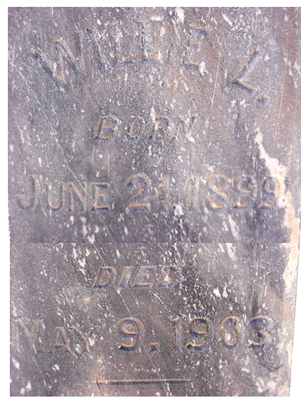 WILLIE L.
BORN
JUNE 21, 1899
DIED
MAY 9, 1903